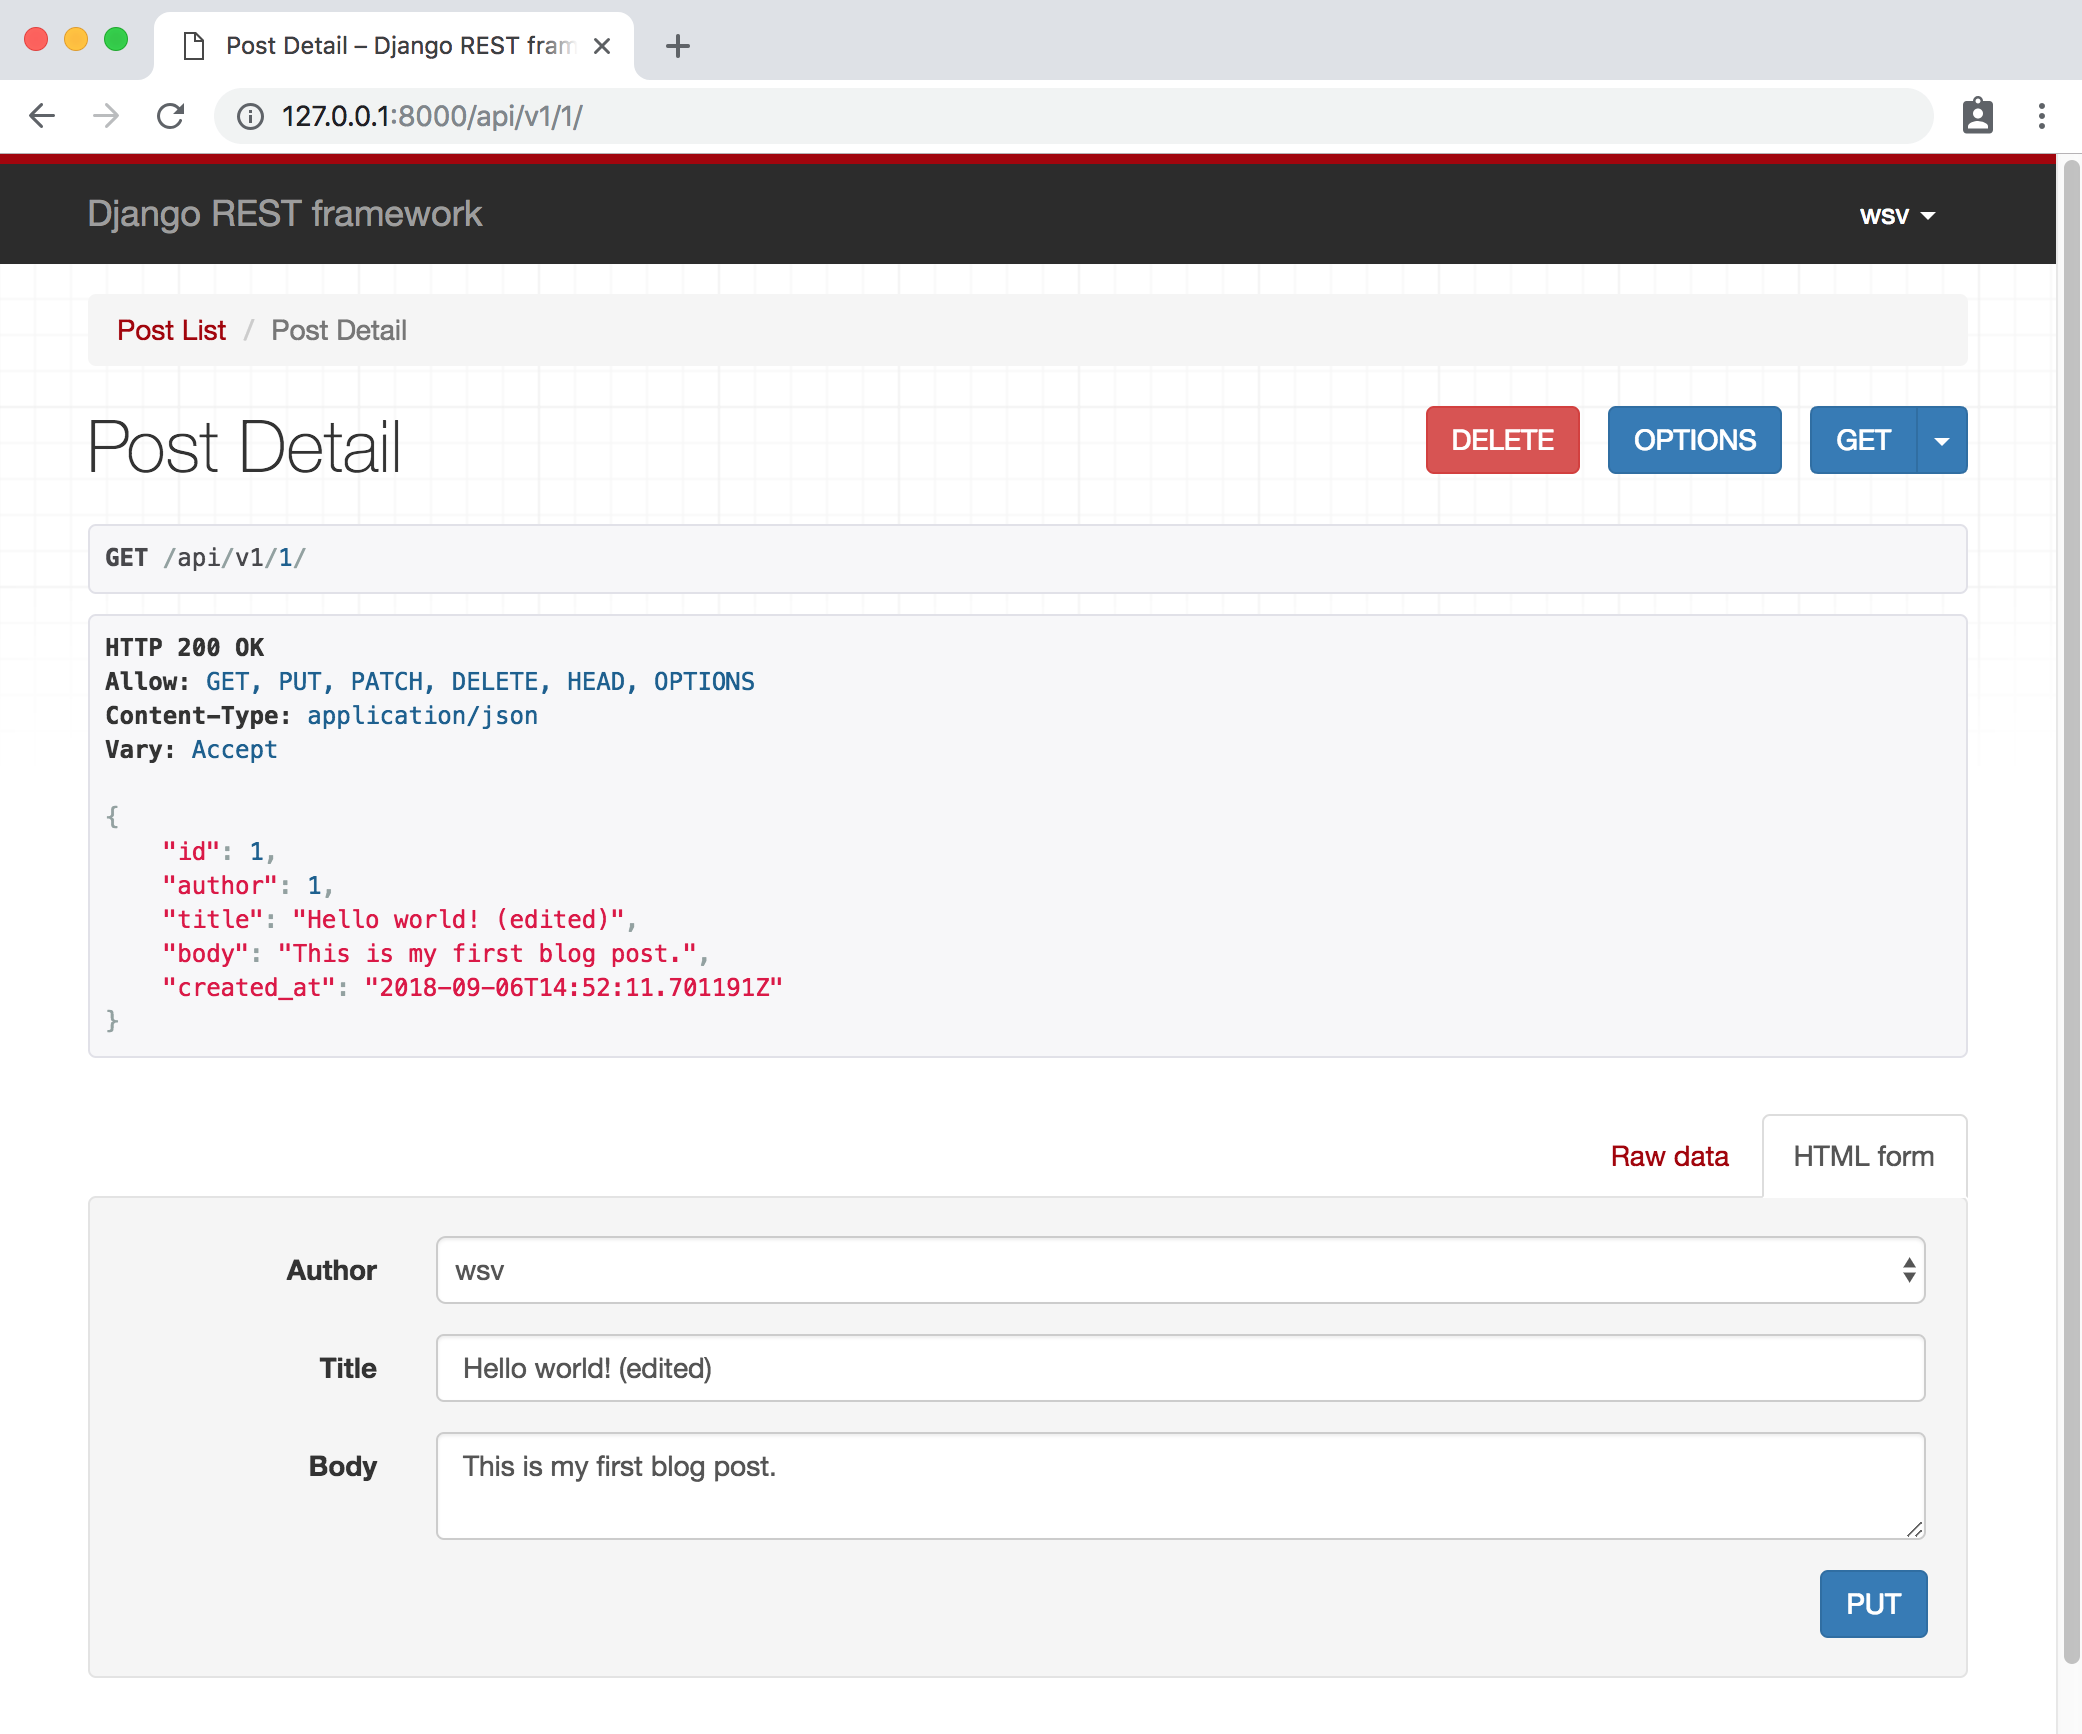 Post Detail – Django REST fram
127.0.0.1:8000/api/v1/1/
Django REST framework
wsv
Post List / Post Detail
Post Detail
DELETE
OPTIONS
GET
GET /api/v1/1/
HTTP 200 OK
Allow: GET, PUT, PATCH, DELETE, HEAD, OPTIONS
Content-Type: application/json
Vary: Accept
{
    "id": 1,
    "author": 1,
    "title": "Hello world! (edited)",
    "body": "This is my first blog post.",
    "created_at": "2018-09-06T14:52:11.701191Z"
}
Raw data
HTML form
Author
wsv
Title
Hello world! (edited)
Body
This is my first blog post.
PUT